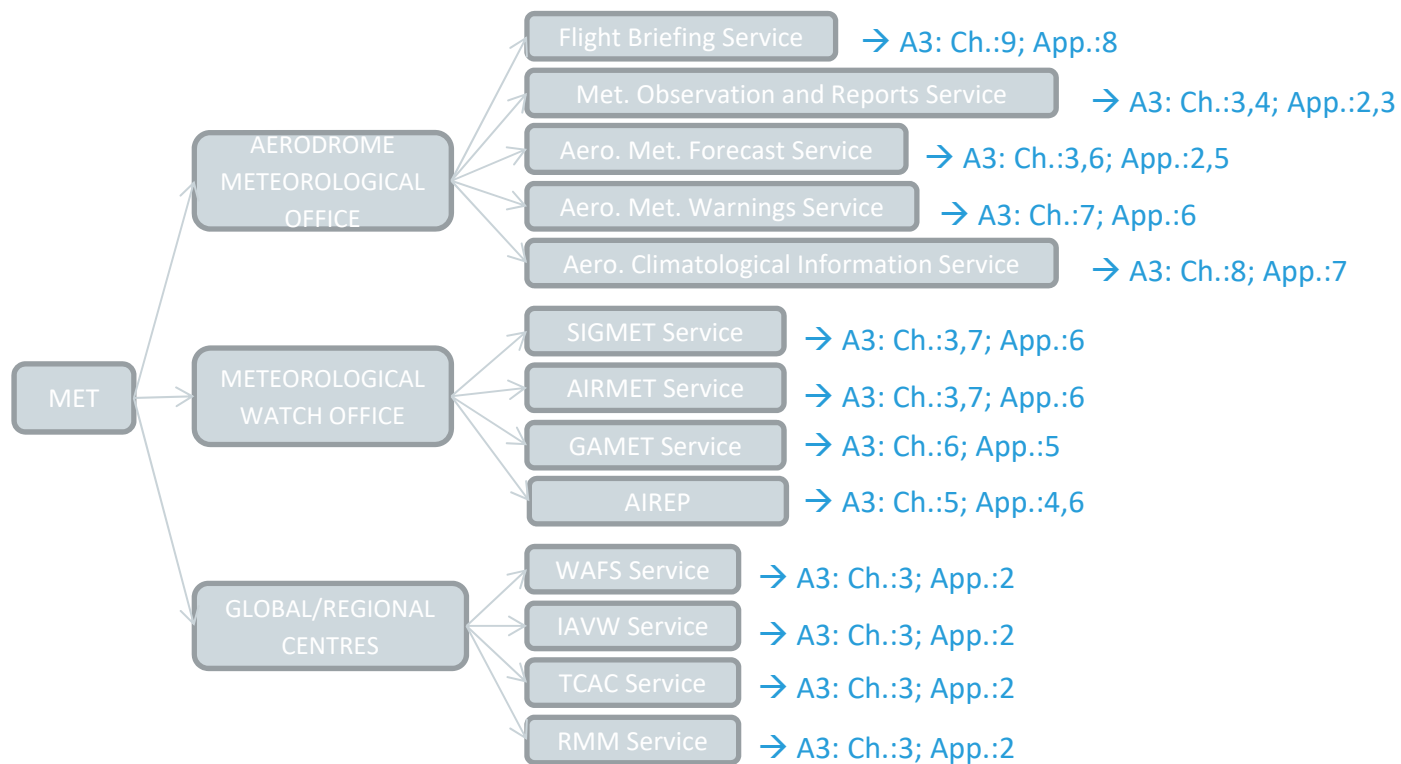 Flight Briefing Service → A3: Ch.:9; App.:8
Met. Observation and Reports Service → A3: Ch.:3,4; App.:2,3
AERODROME
METEOROLOGICAL
OFFICE
Aero. Met. Forecast Service → A3: Ch.:3,6; App.:2,5
Aero. Met. Warnings Service → A3: Ch.:7; App.:6
Aero. Climatological Information Service → A3: Ch.:8; App.:7
MET
METEOROLOGICAL
WATCH OFFICE
SIGMET Service → A3: Ch.:3,7; App.:6
AIRMET Service → A3: Ch.:3,7; App.:6
GAMET Service → A3: Ch.:6; App.:5
AIREP → A3: Ch.:5; App.:4,6
GLOBAL/REGIONAL
CENTRES
WAFS Service → A3: Ch.:3; App.:2
IAVW Service → A3: Ch.:3; App.:2
TCAC Service → A3: Ch.:3; App.:2
RMM Service → A3: Ch.:3; App.:2